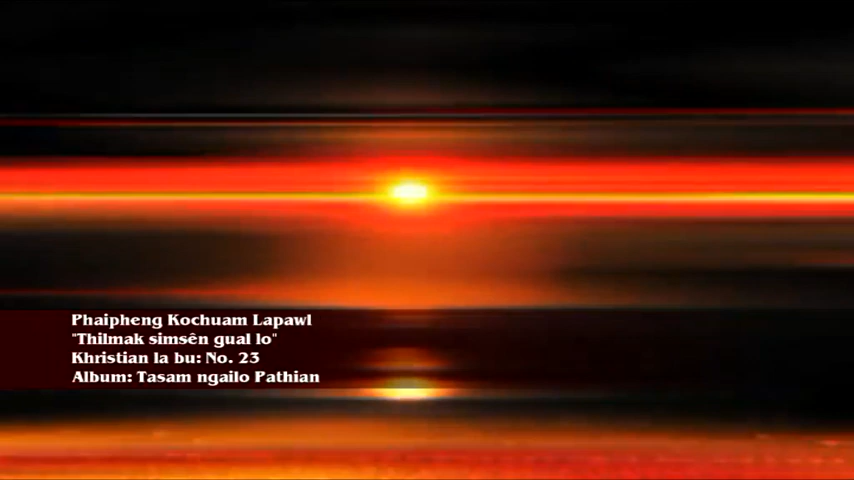 Phaipheng Kochuam Lapawl
"Thilmak simsên gual lo"
Khristian la bu: No. 23
Album: Tasam ngailo Pathian